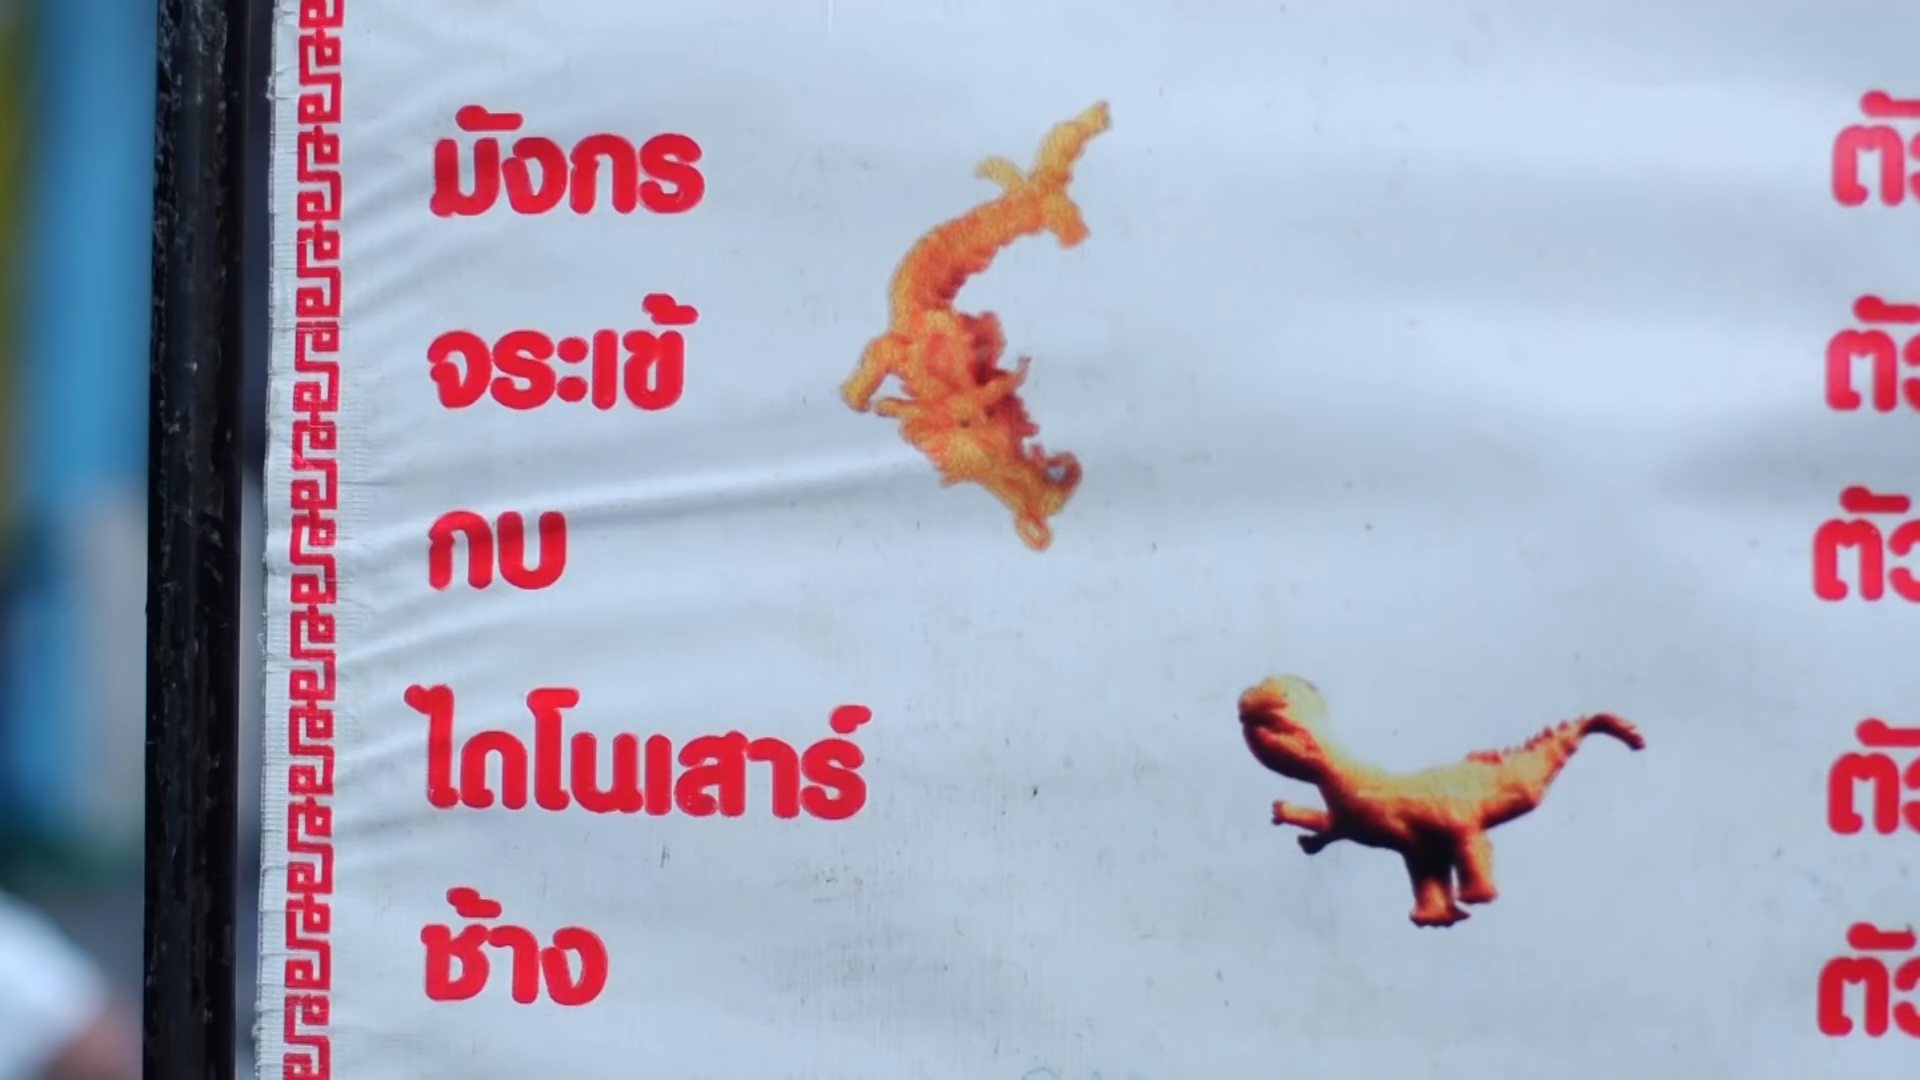 มังกร
จระเข้
กบ
ไดโนเสาร์
ช้าง